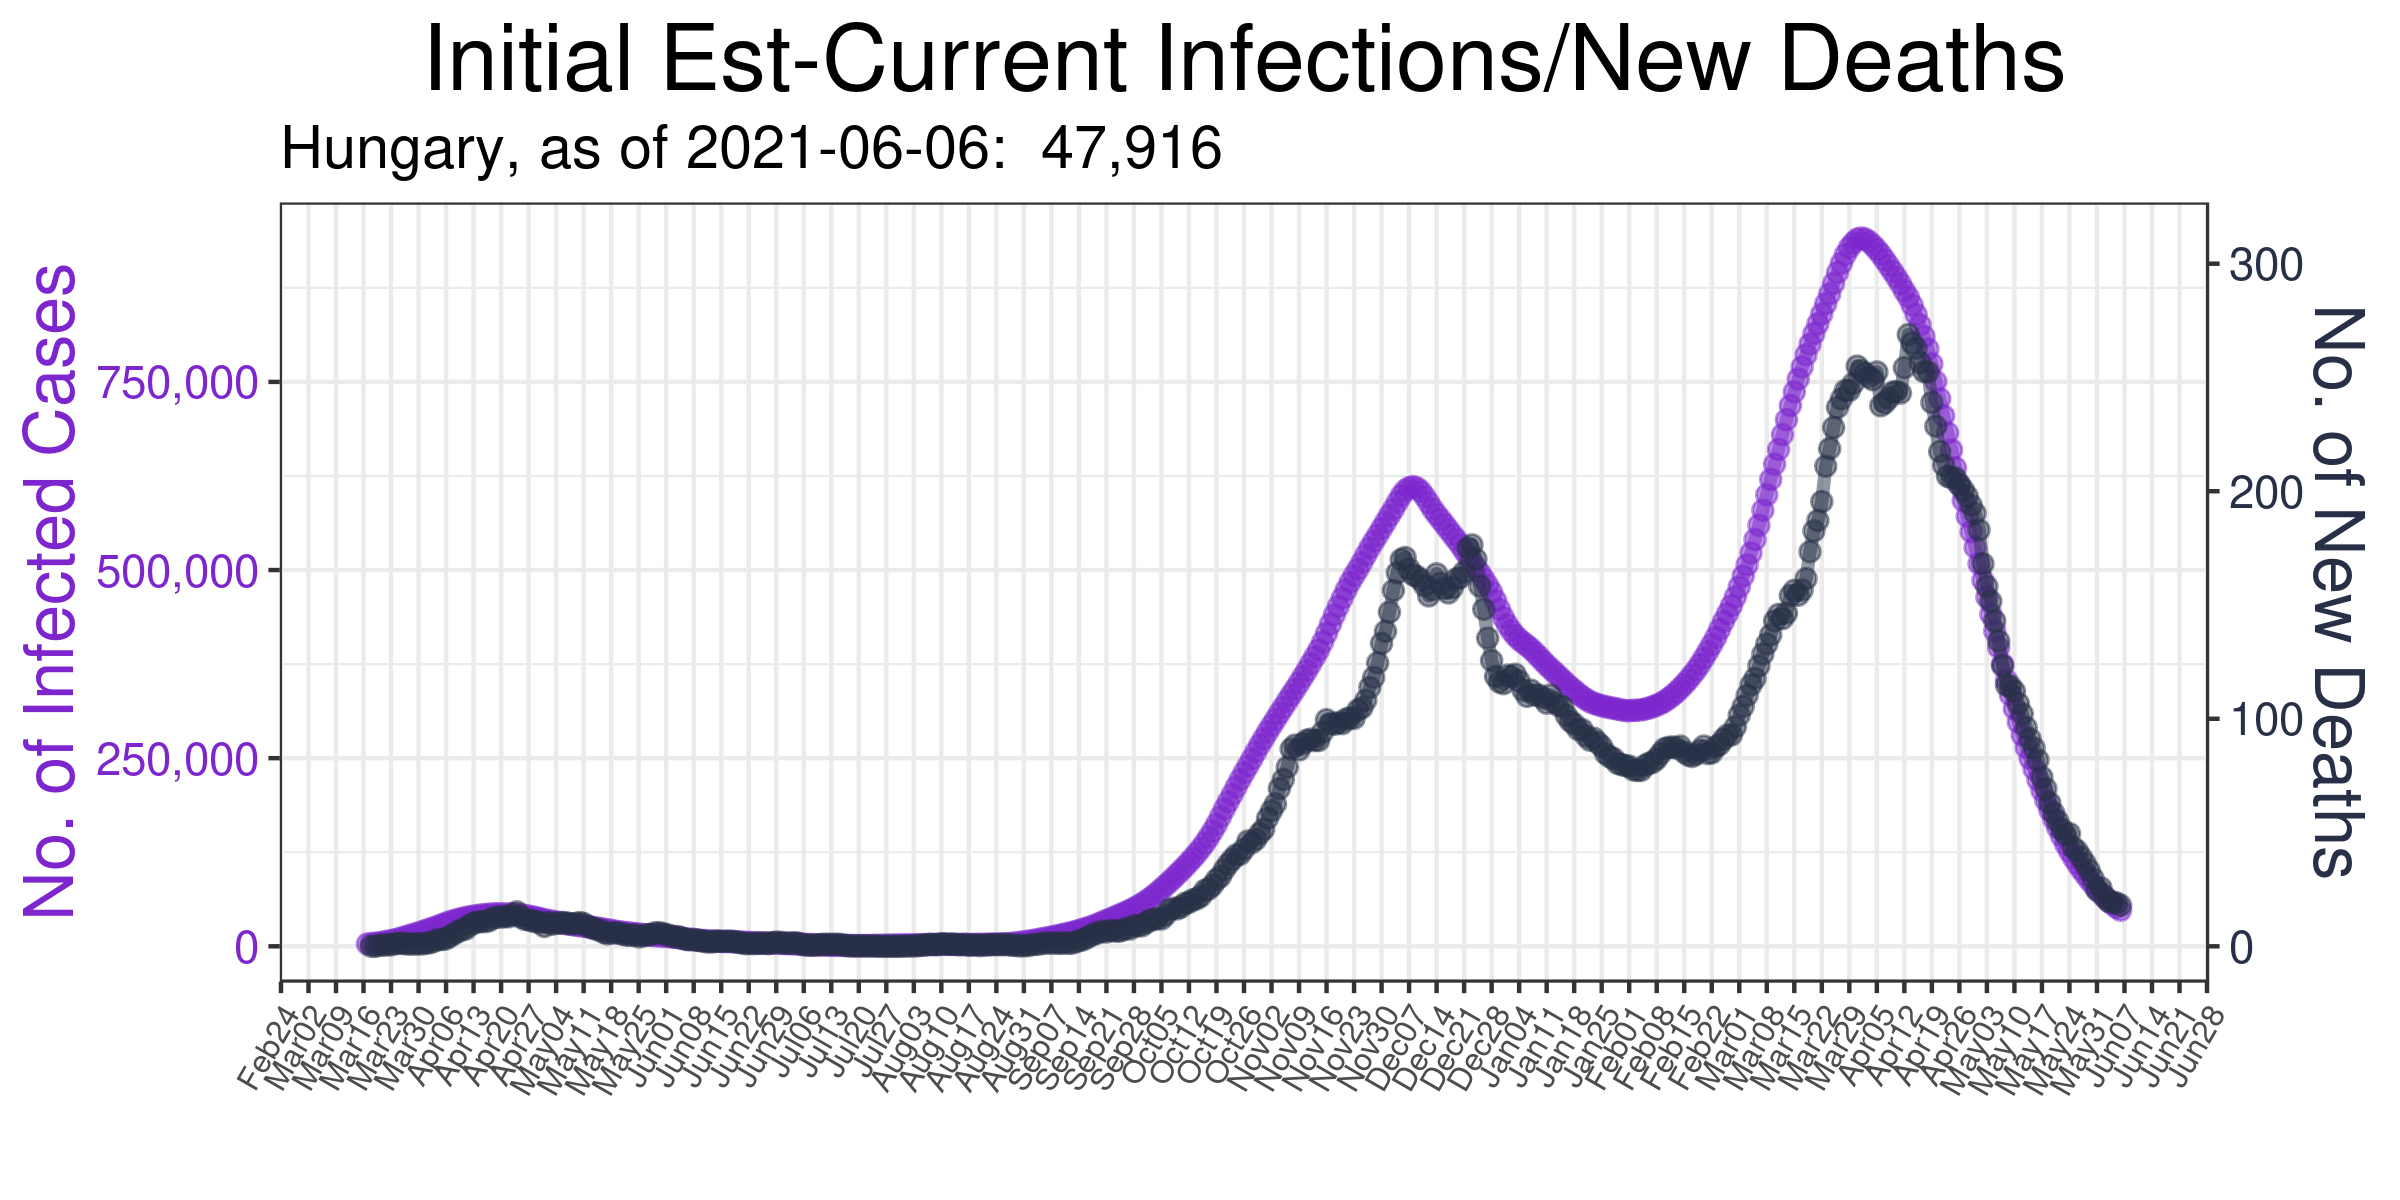 Initial Est-Current Infections/New Deaths
Hungary, as of 2021-06-06:  47,916
No. of Infected Cases
750,000
500,000
250,000
0
300
200
100
0
No. of New Deaths
Feb24
Mar02
Mar09
Mar16
Mar23
Mar30
Apr06
Apr13
Apr20
Apr27
May04
May11
May18
May25
Jun01
Jun08
Jun15
Jun22
Jun29
Jul06
Jul13
Jul20
Jul27
Aug03
Aug10
Aug17
Aug24
Aug31
Sep07
Sep14
Sep21
Sep28
Oct05
Oct12
Oct19
Oct26
Nov02
Nov09
Nov16
Nov23
Nov30
Dec07
Dec14
Dec21
Dec28
Jan04
Jan11
Jan18
Jan25
Feb01
Feb08
Feb15
Feb22
Mar01
Mar08
Mar15
Mar22
Mar29
Apr05
Apr12
Apr19
Apr26
May03
May10
May17
May24
May31
Jun07
Jun14
Jun21
Jun28